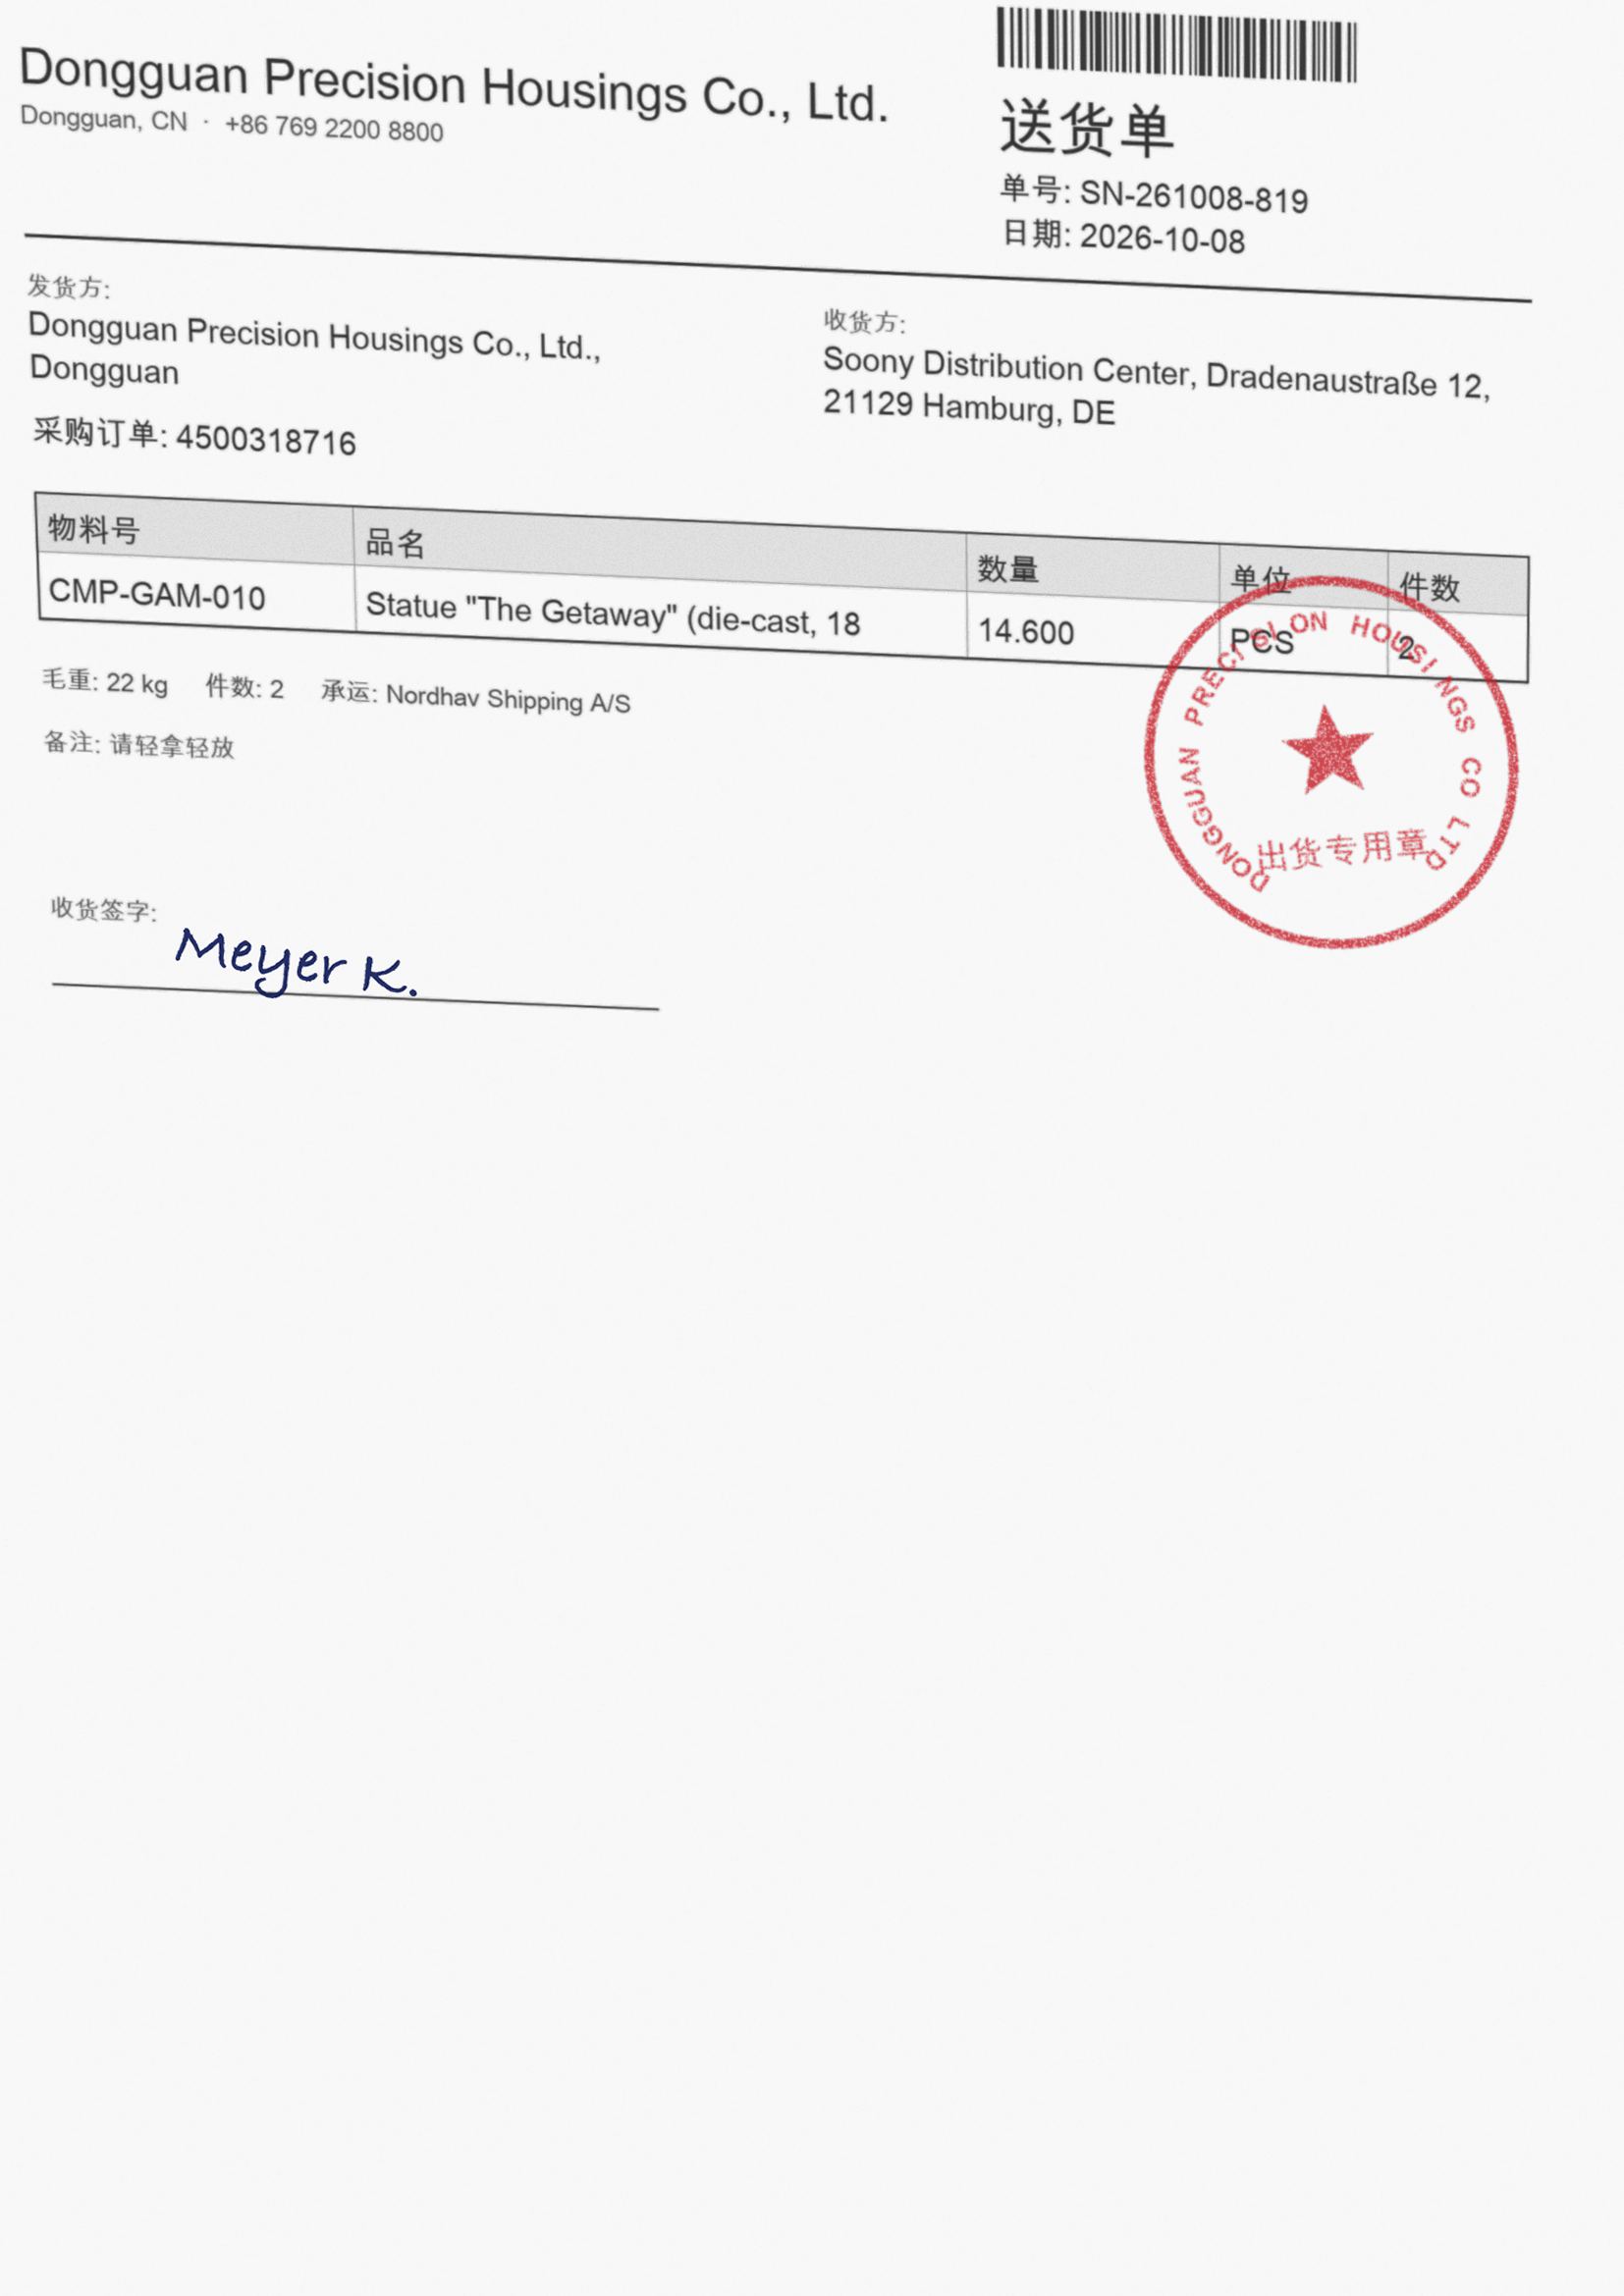 Dongguan Precision Housings Co., Ltd.
Dongguan, CN · +86 769 2200 8800
送货单
单号: SN-261008-819
日期: 2026-10-08
发货方:
Dongguan Precision Housings Co., Ltd.,
Dongguan
采购订单: 4500318716
收货方:
Soony Distribution Center, Dradenaustraße 12,
21129 Hamburg, DE
物料号 品名 数量 单位 件数
CMP-GAM-010 Statue "The Getaway" (die-cast, 18 14.600 PCS 2
毛重: 22 kg 件数: 2 承运: Nordhav Shipping A/S
备注: 请轻拿轻放
DONGGUAN PRECISION HOUSINGS CO LTD
出货专用章
收货签字:
Meyer K.